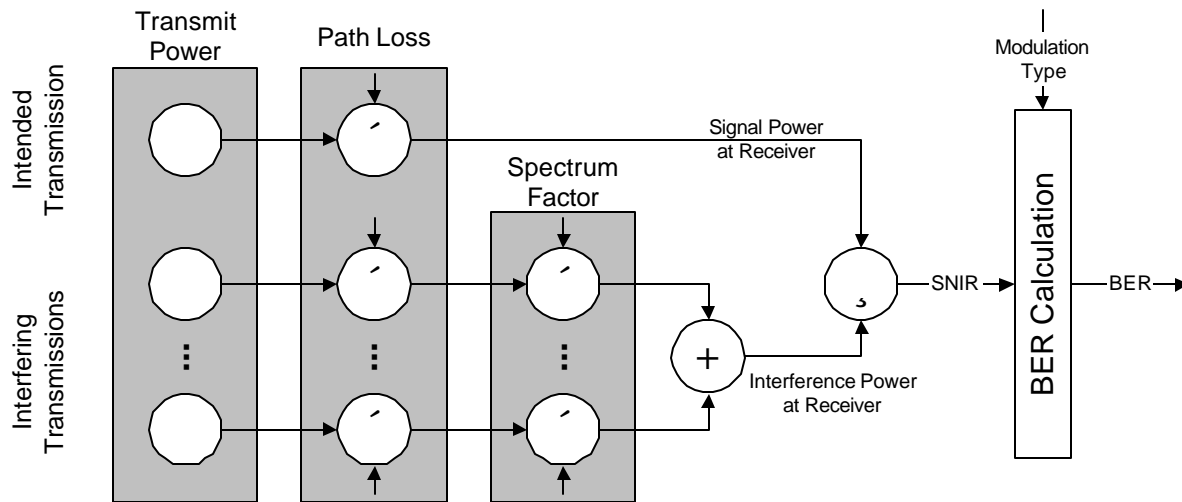 Transmit
Power
Path Loss
Modulation
Type
Intended
Transmission
Signal Power
at Receiver
Spectrum
Factor
BER Calculation
SNIR
BER
Interfering
Transmissions
...
...
...
+
Interference Power
at Receiver